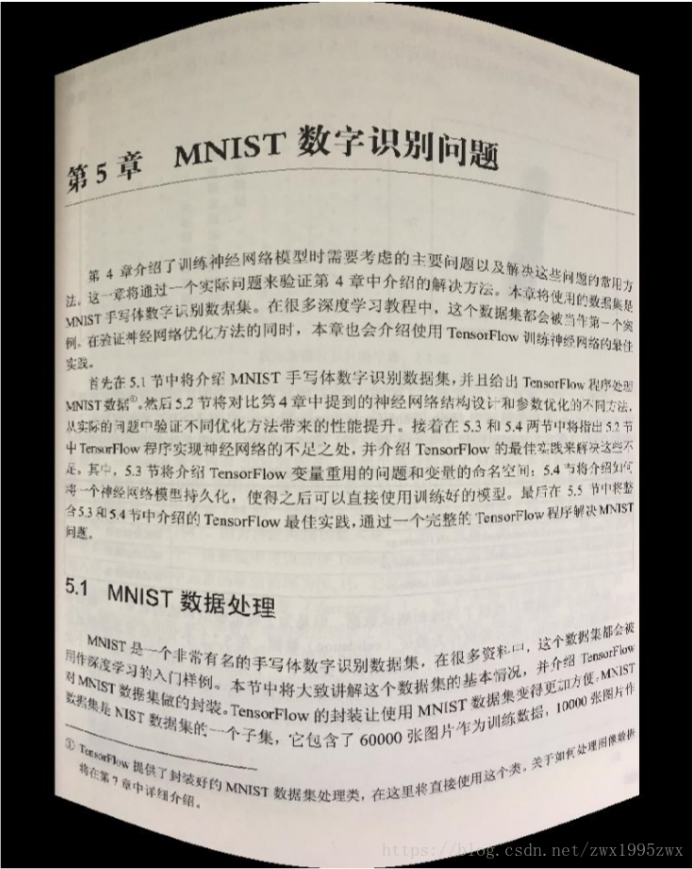 第 5 章 MNIST 数字识别问题
第 4 章介绍了训练神经网络模型时需要考虑的主要问题以及解决这些问题的常用方
法。这一章将通过一个实际问题来验证第 4 章中介绍的解决方法。本章将使用的数据集是
MNIST 手写体数字识别数据集。在很多深度学习教程中，这个数据集都会被当作第一个案
例。在验证神经网络优化方法的同时，本章也会介绍使用 TensorFlow 训练神经网络的最佳
实践。
首先在 5.1 节中将介绍 MNIST 手写体数字识别数据集，并且给出 TensorFlow 程序处理
MNIST 数据①。然后 5.2 节将对比第 4 章中提到的神经网络结构设计和参数优化的不同方法，
从实际的问题中验证不同优化方法带来的性能提升。接着在 5.3 和 5.4 两节中将指出 5.2 节
中 TensorFlow 程序实现神经网络的不足之处，并介绍 TensorFlow 的最佳实践来解决这些不
足。其中，5.3 节将介绍 TensorFlow 变量重用的问题和变量的命名空间；5.4 节将介绍如何
将一个神经网络模型持久化，使得之后可以直接使用训练好的模型。最后在 5.5 节中将整
合 5.3 和 5.4 节中介绍的 TensorFlow 最佳实践，通过一个完整的 TensorFlow 程序解决 MNIST
问题。
5.1 MNIST 数据处理
MNIST 是一个非常有名的手写体数字识别数据集，在很多资料中，这个数据集都会被
用作深度学习的入门样例。本节中将大致讲解这个数据集的基本情况，并介绍 TensorFlow
对 MNIST 数据集做的封装。TensorFlow 的封装让使用 MNIST 数据集变得更加方便。MNIST
数据集是 NIST 数据集的一个子集，它包含了 60000 张图片作为训练数据，10000 张图片作
① TensorFlow 提供了封装好的 MNIST 数据集处理类，在这里将直接使用这个类。关于如何处理图像数据
将在第 7 章中详细介绍。
https://blog.csdn.net/zwx1995zwx